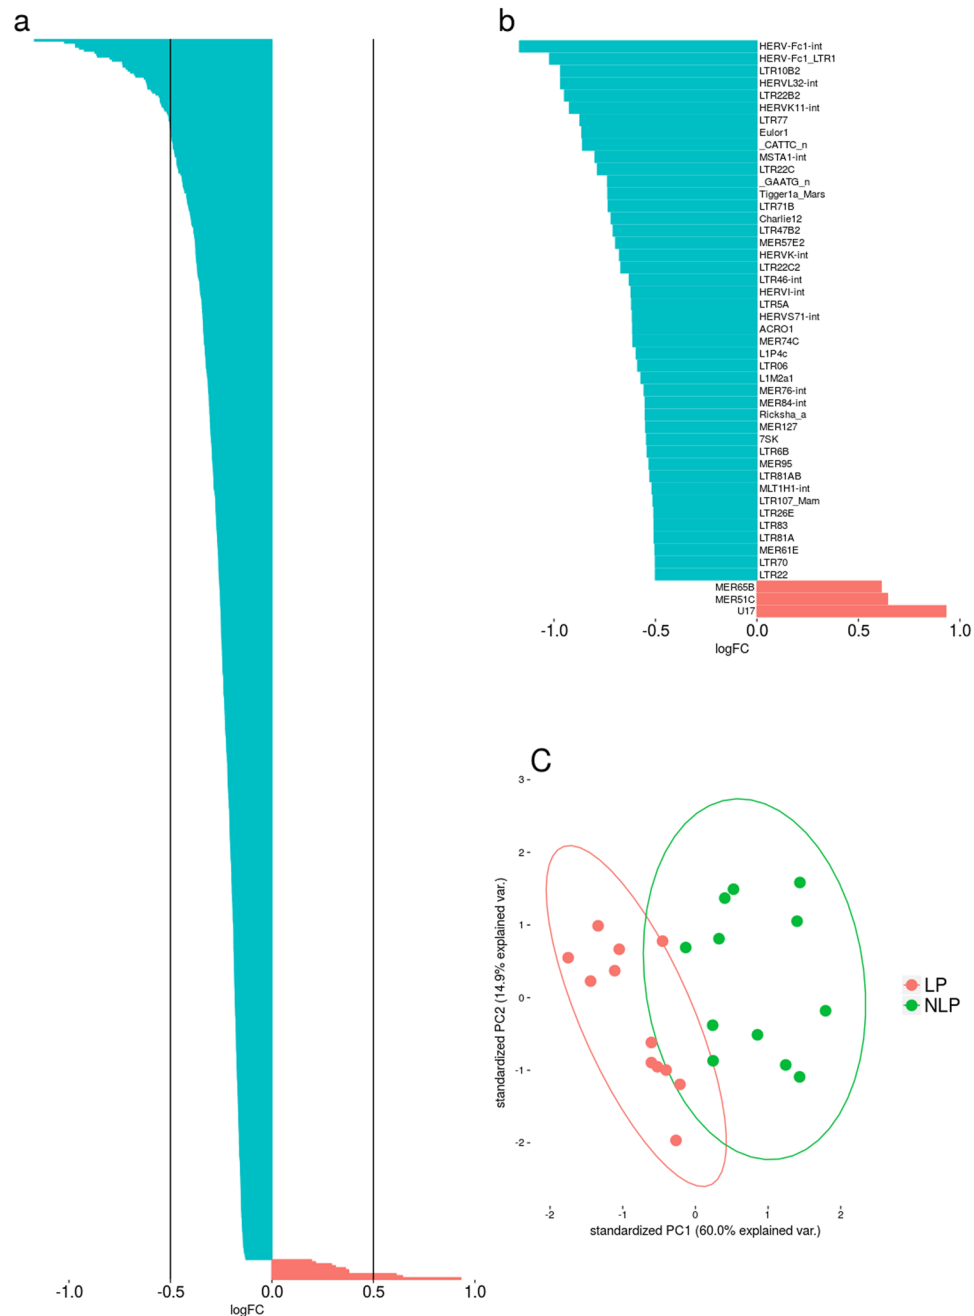 a
-1.0 -0.5 0.0 0.5 1.0
logFC
b
HERV-Fc1-int
HERV-Fc1_LTR1
LTR10B2
HERVL32-int
LTR22B2
HERVK11-int
LTR77
Eulor1
_CATTC_n
MSTA1-int
LTR22C
_GAATG_n
Tigger1a_Mars
LTR71B
Charlie12
LTR47B2
MER57E2
HERVK-int
LTR22C2
LTR46-int
HERVI-int
LTR5A
HERVS71-int
ACRO1
MER74C
L1P4c
LTR06
L1M2a1
MER76-int
MER84-int
Ricksha_a
MER127
7SK
LTR6B
MER95
LTR81AB
MLT1H1-int
LTR107_Mam
LTR26E
LTR83
LTR81A
MER61E
LTR70
LTR22
MER65B
MER51C
U17
-1.0 -0.5 0.0 0.5 1.0
logFC
C
3
2
1
0
-1
-2
standardized PC2 (14.9% explained var.)
-2 -1 0 1 2
standardized PC1 (60.0% explained var.)
LP
NLP